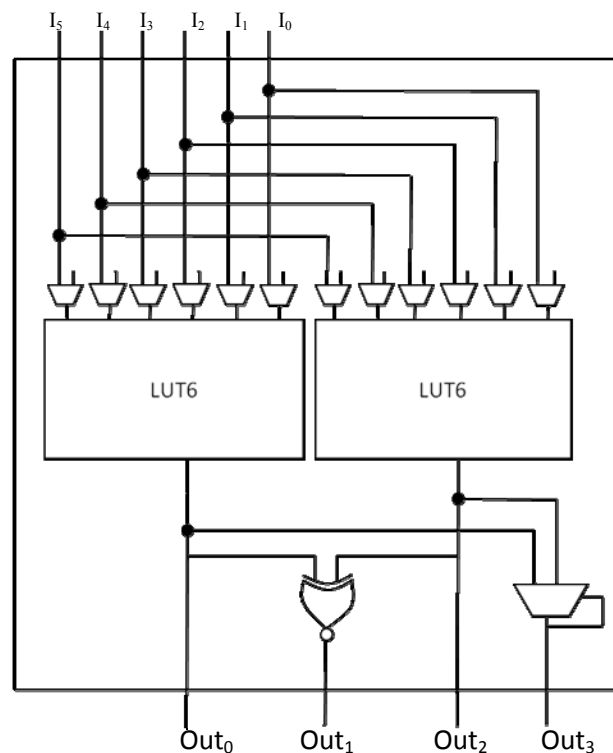 I₅ I₄ I₃ I₂ I₁ I₀
LUT6 LUT6
Out₀ Out₁ Out₂ Out₃